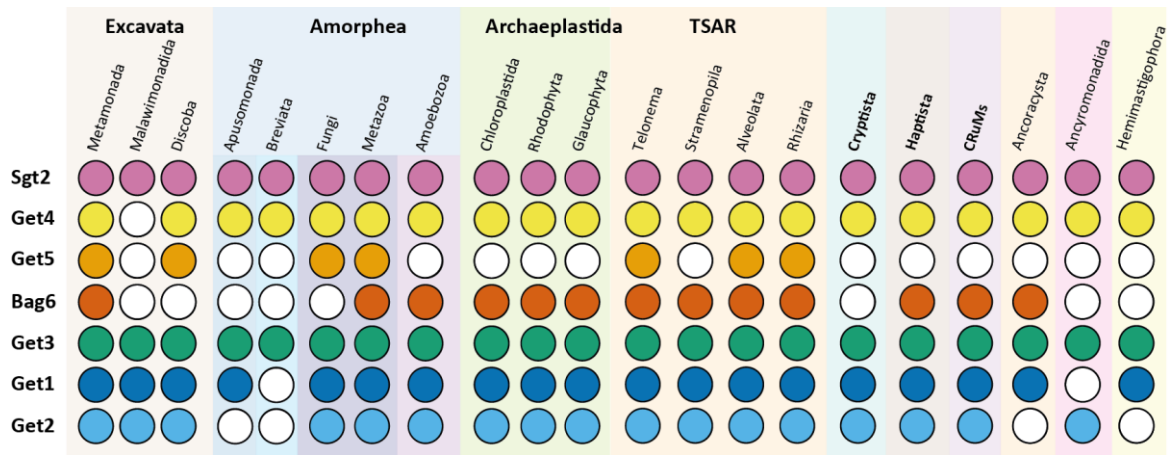 Excavata Amorphea Archaeplastida TSAR
Metamonada Malawimonadida Discoba Apusomonada Breviata Fungi Metazoa Amoebozoa Chloroplastida Rhodophyta Glaucophyta Telonema Stramenopila Alveolata Rhizaria Cryptista Haptista CRuMs Ancoracysta Ancyromonadida Hemimastigophora
Sgt2
Get4
Get5
Bag6
Get3
Get1
Get2